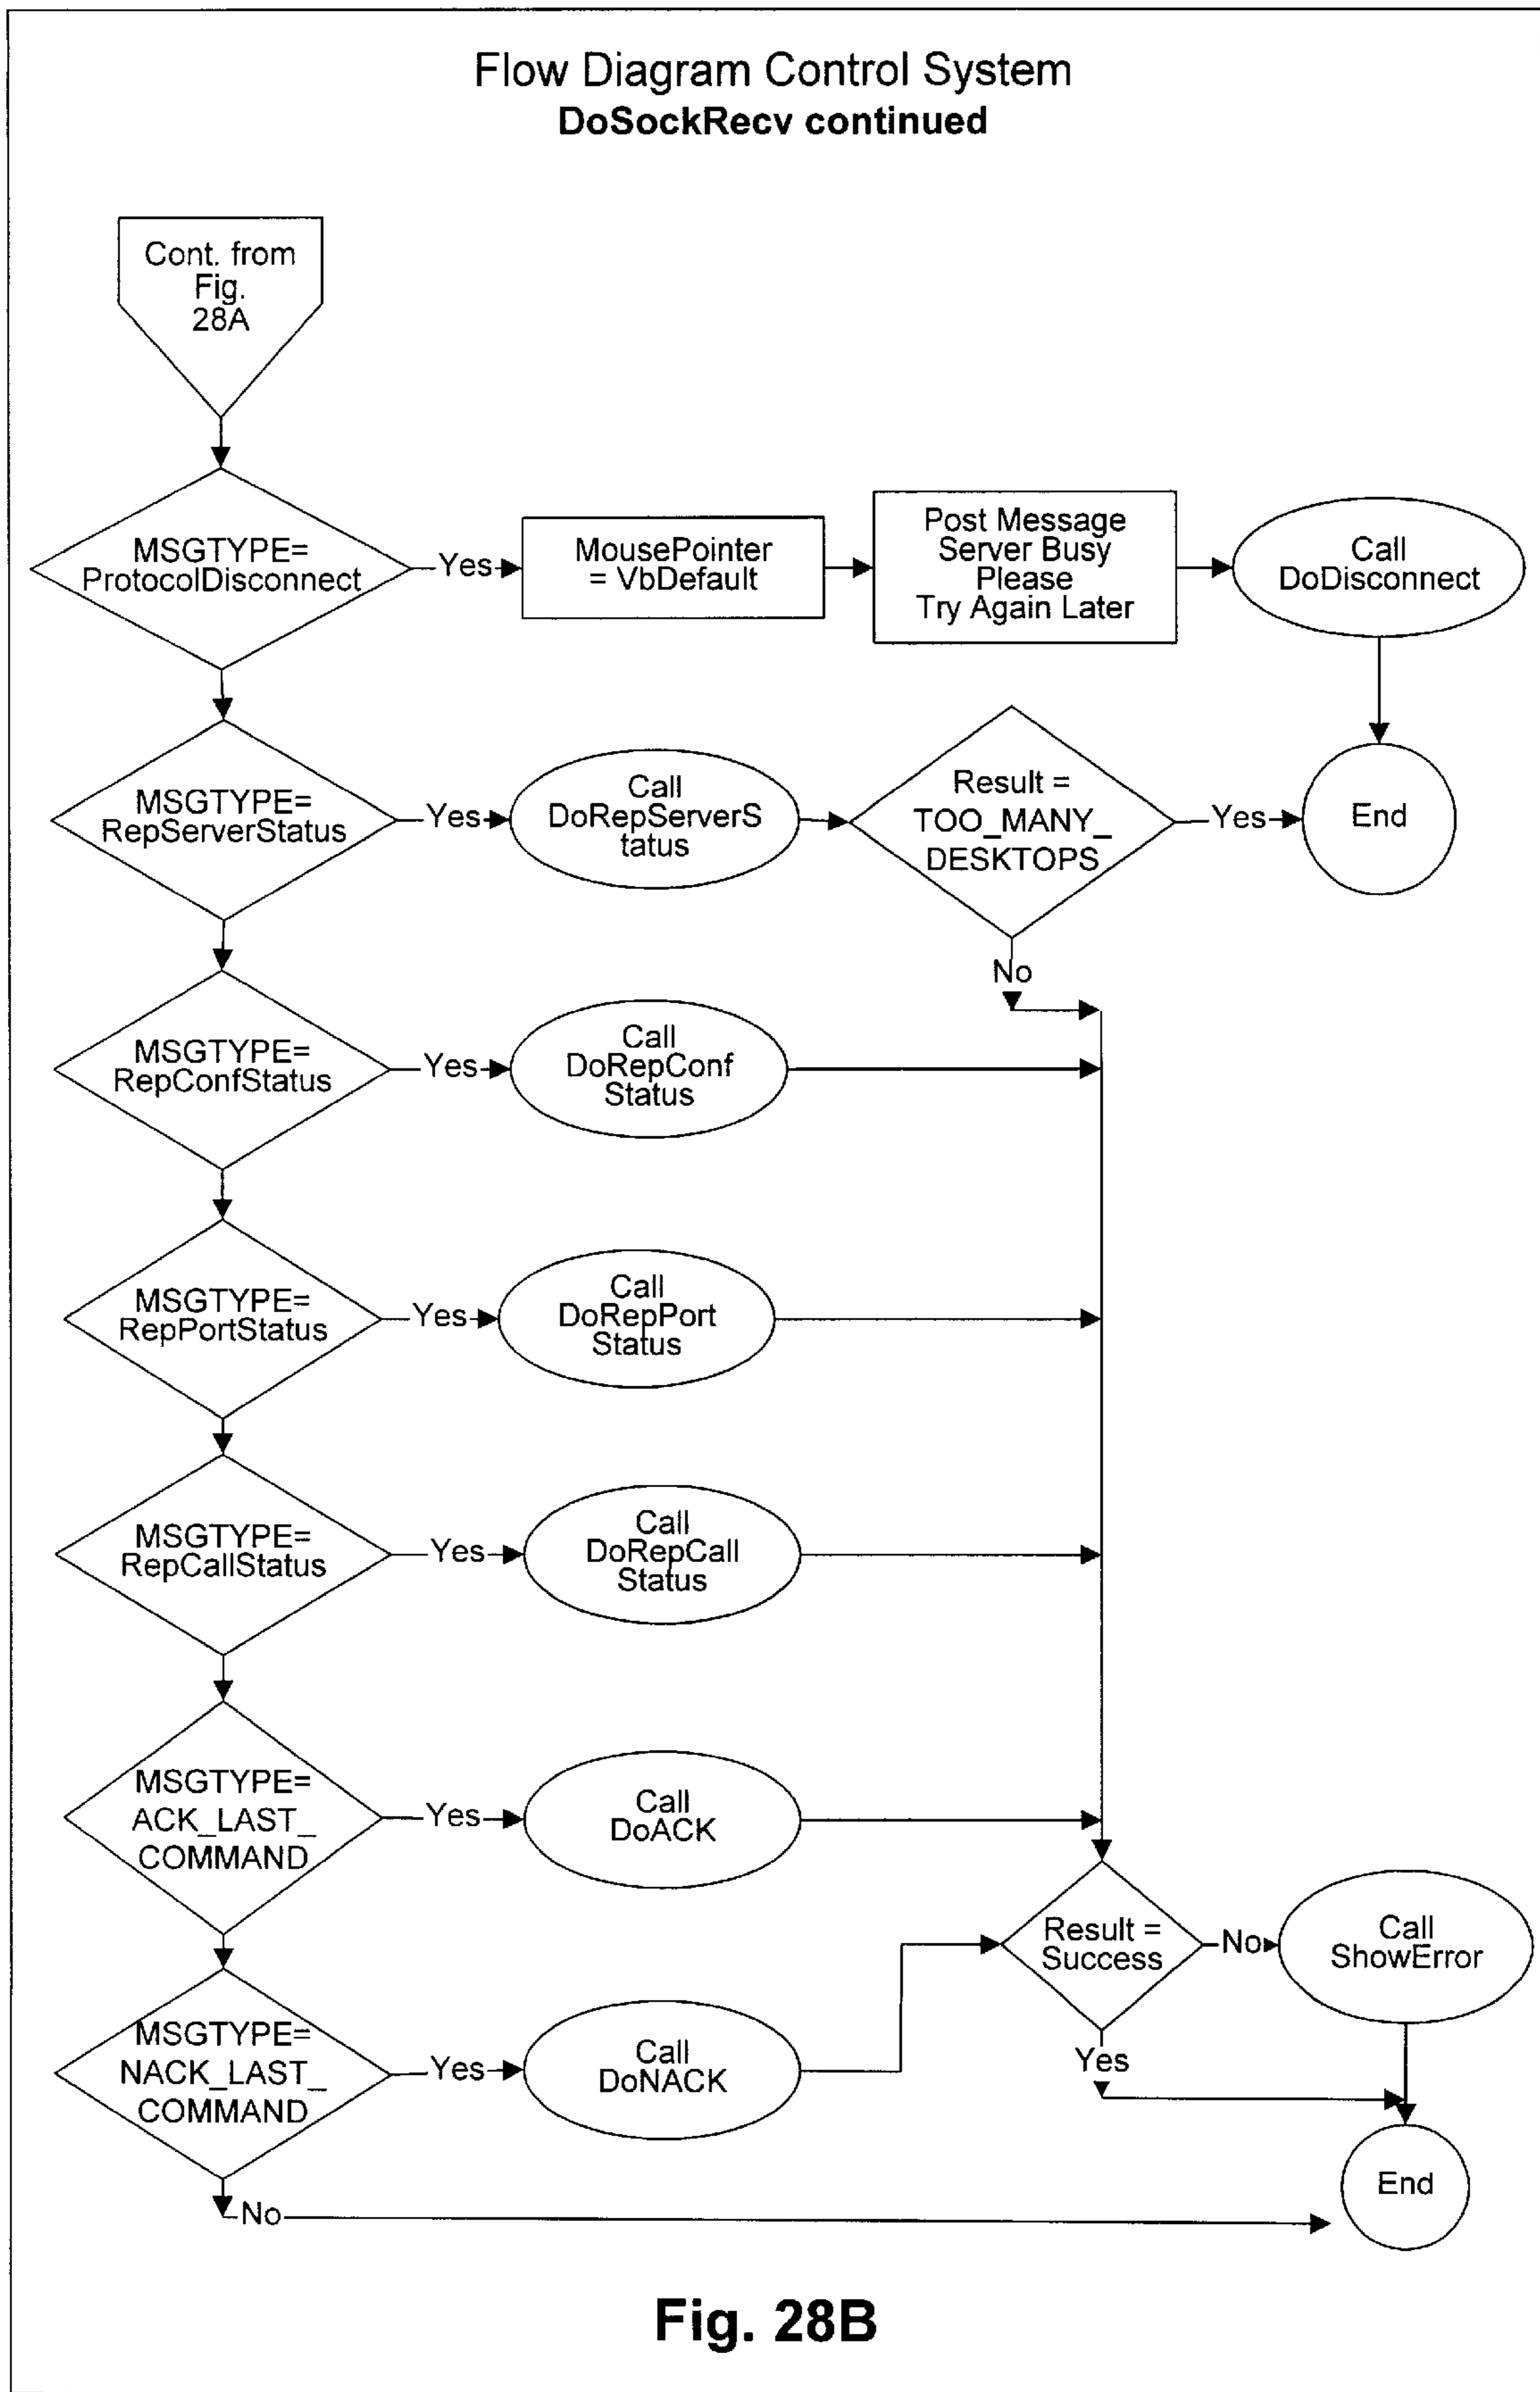 Flow Diagram Control System
DoSockRecv continued
Cont. from
Fig.
28A
MSGTYPE=
ProtocolDisconnect
Yes
MousePointer
= VbDefault
Post Message
Server Busy
Please
Try Again Later
Call
DoDisconnect
MSGTYPE=
RepServerStatus
Yes
Call
DoRepServerS
tatus
Result =
TOO_MANY_
DESKTOPS
Yes
End
No
MSGTYPE=
RepConfStatus
Yes
Call
DoRepConf
Status
MSGTYPE=
RepPortStatus
Yes
Call
DoRepPort
Status
MSGTYPE=
RepCallStatus
Yes
Call
DoRepCall
Status
MSGTYPE=
ACK_LAST_
COMMAND
Yes
Call
DoACK
Result =
Success
No
Call
ShowError
Yes
MSGTYPE=
NACK_LAST_
COMMAND
Yes
Call
DoNACK
End
No
Fig. 28B